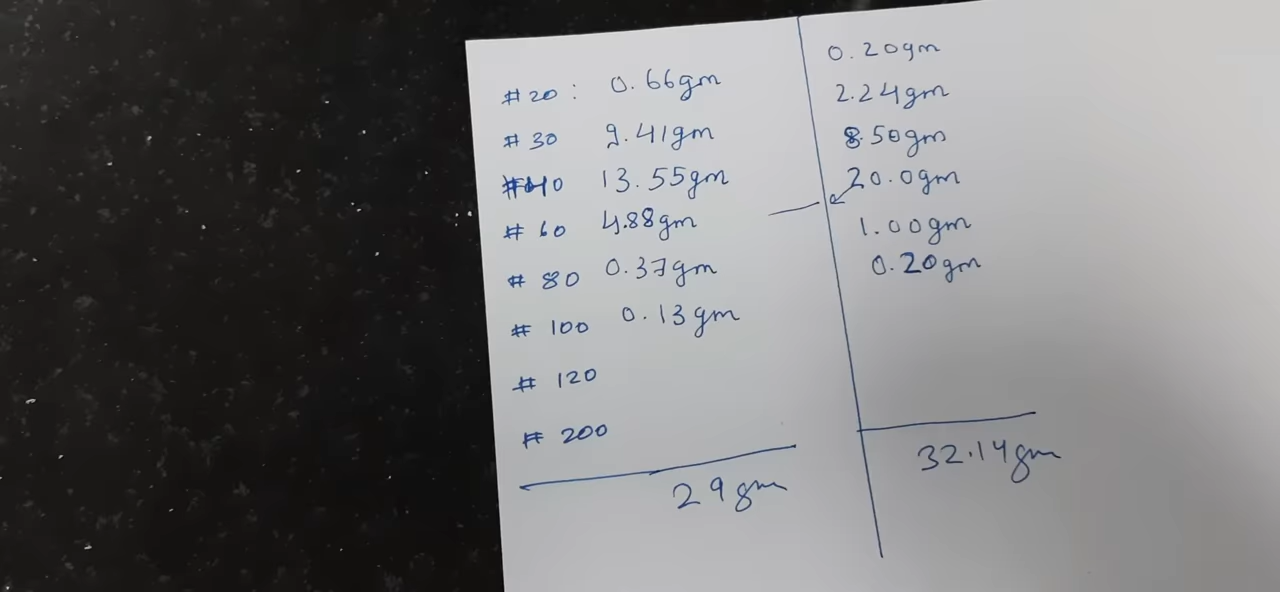 #20: 0.66gm
#30 9.41gm
#40 13.55gm
#60 4.88gm
#80 0.37gm
#100 0.13gm
#120
#200
29gm
0.20gm
2.24gm
8.50gm
20.0gm
1.00gm
0.20gm
32.14gm